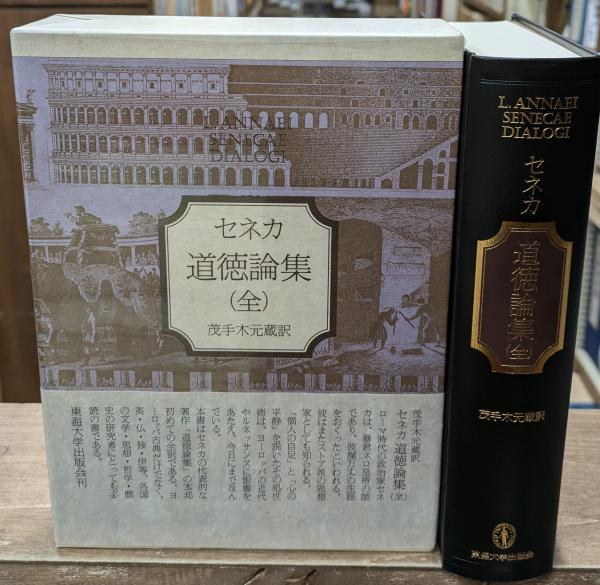 L. ANNAEI
SENECAE
DIALOGI
セネカ
道徳論集
(全)
茂手木元蔵訳
茂手木元蔵訳
セネカ 道徳論集(全)
ローマ時代の政治家セネ
カは、暴君ネロ皇帝の師
であり、波瀾万丈の生涯
をおくったといわれる。
彼はまたストア派の思想
家としても知られる。
「個人の自足」と「心の
平静」を説いたその処世
術は、ヨーロッパの近代
やルネッサンスに影響を
あたえ、今日にまで及ん
でいる。
本書はセネカの代表的な
著作『道徳論集』の本邦
初めての全訳である。ヨ
ーロッパ古典だけでなく、
英・仏・独・伊等、各国
の文学・思想・哲学・歴
史の研究者にとっても必
読の書である。
東海大学出版会刊
L. ANNAEI
SENECAE
DIALOGI
セネカ
道徳論集(全)
茂手木元蔵訳
東海大学出版会